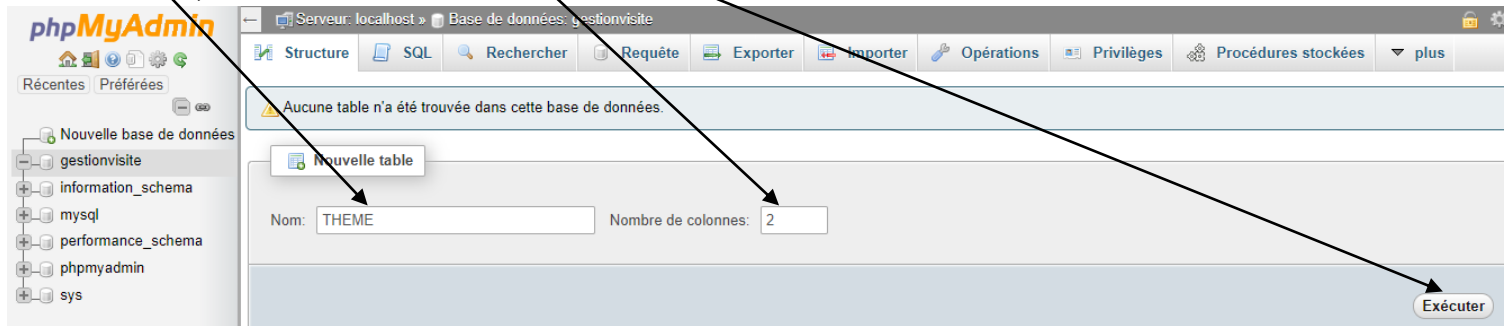 phpMyAdmin
Récentes Préférées
Nouvelle base de données
gestionvisite
information_schema
mysql
performance_schema
phpmyadmin
sys
Serveur: localhost » Base de données: gestionvisite
Structure SQL Rechercher Requête Exporter Importer Opérations Privilèges Procédures stockées plus
Aucune table n'a été trouvée dans cette base de données.
Nouvelle table
Nom: THEME Nombre de colonnes: 2
Exécuter